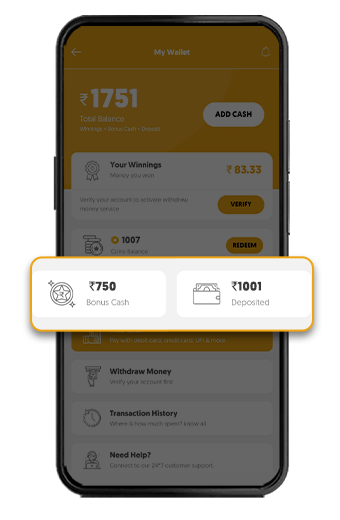 My Wallet
₹1751
Total Balance
Winnings + Bonus Cash + Deposit
ADD CASH
Your Winnings
Money you won
₹ 83.33
Verify your account to activate withdraw
money service
VERIFY
1007
Coins Balance
REDEEM
₹750
Bonus Cash
₹1001
Deposited
Pay with debit card, credit card, UPI & more
Withdraw Money
Verify your account first
Transaction History
Where & how much spent? know all
Need Help?
Connect to our 24*7 customer support